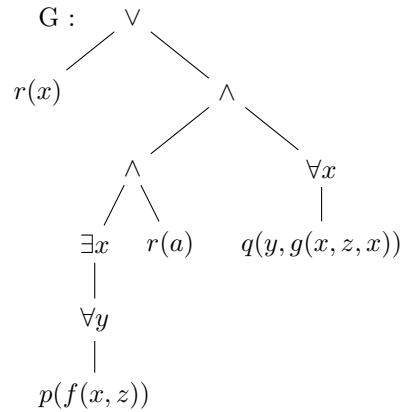 G : ∨
r(x) ∧
∧ ∀x
∃x r(a) q(y, g(x, z, x))
∀y
p(f(x, z))